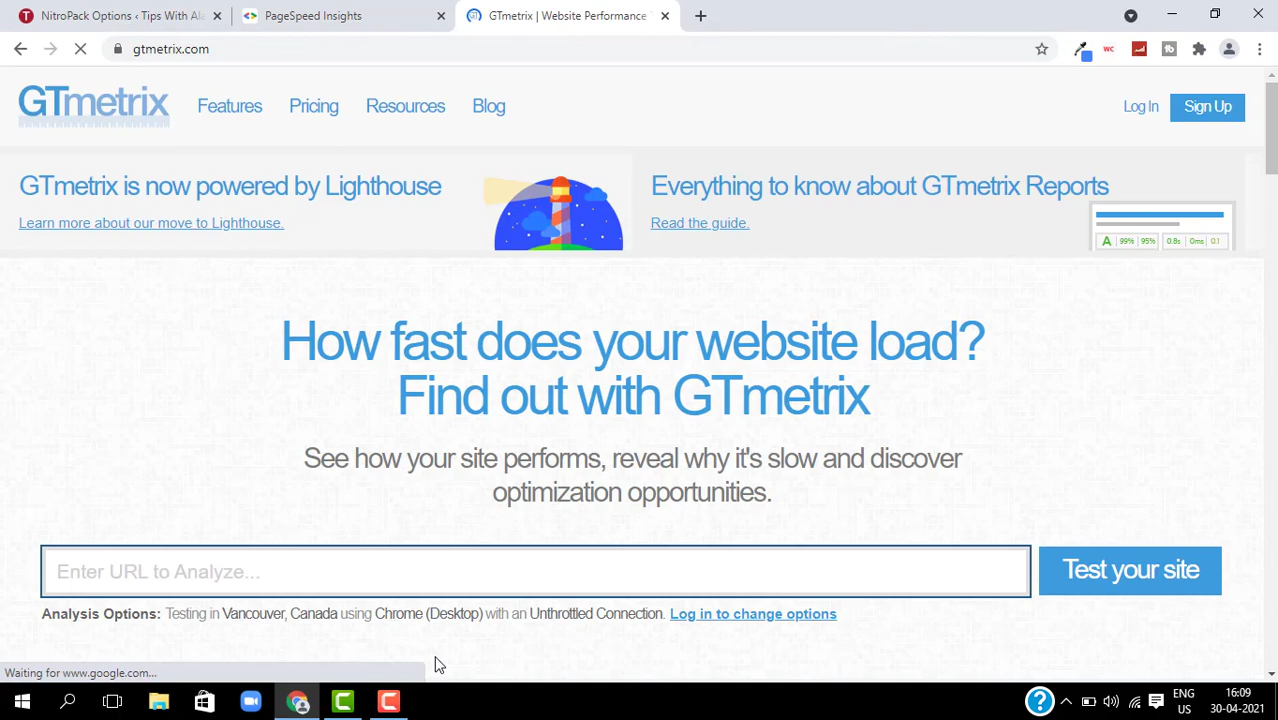 NitroPack Options ‹ Tips With Ala
PageSpeed Insights
GTmetrix | Website Performance
gtmetrix.com
GTmetrix
Features
Pricing
Resources
Blog
Log In
Sign Up
GTmetrix is now powered by Lighthouse
Learn more about our move to Lighthouse.
Everything to know about GTmetrix Reports
Read the guide.
A 99% 95% 0.8s 0ms 0.1
How fast does your website load?
Find out with GTmetrix
See how your site performs, reveal why it's slow and discover
optimization opportunities.
Enter URL to Analyze...
Test your site
Analysis Options: Testing in Vancouver, Canada using Chrome (Desktop) with an Unthrottled Connection. Log in to change options
Waiting for www.google.com...
ENG
US
16:09
30-04-2021